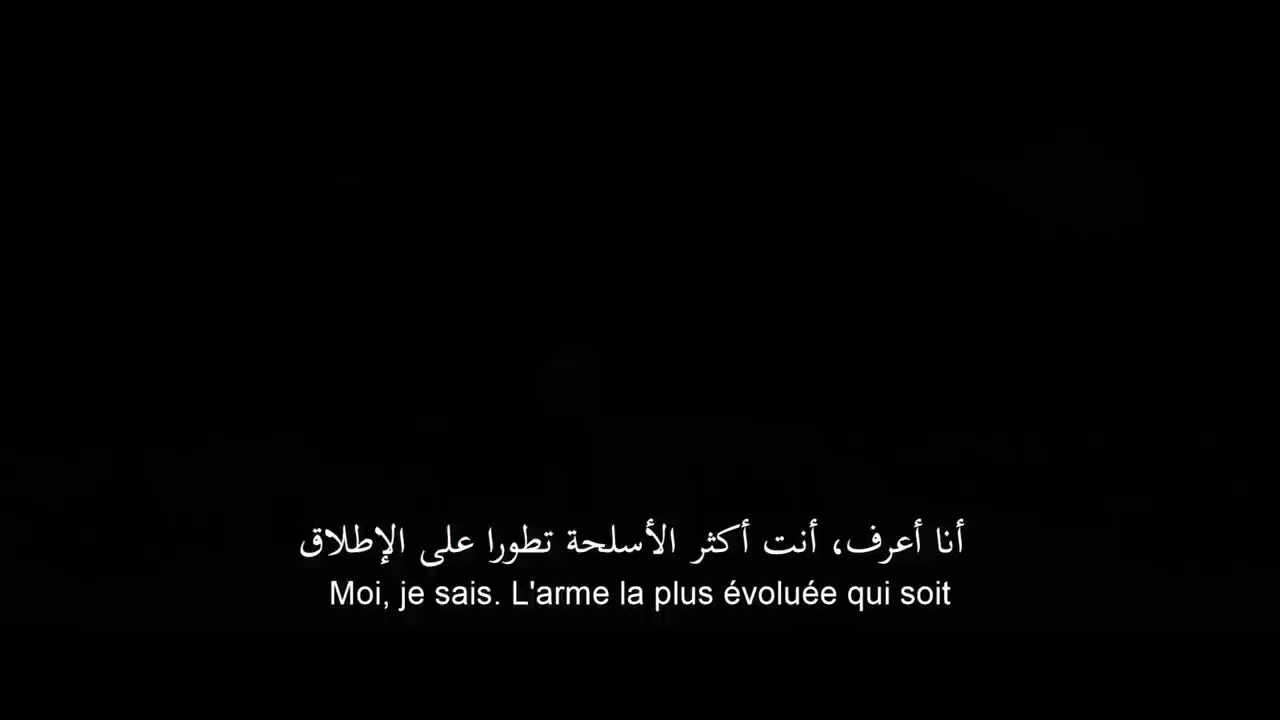 أنا أعرف، أنت أكثر الأسلحة تطورا على الإطلاق
Moi, je sais. L'arme la plus évoluée qui soit